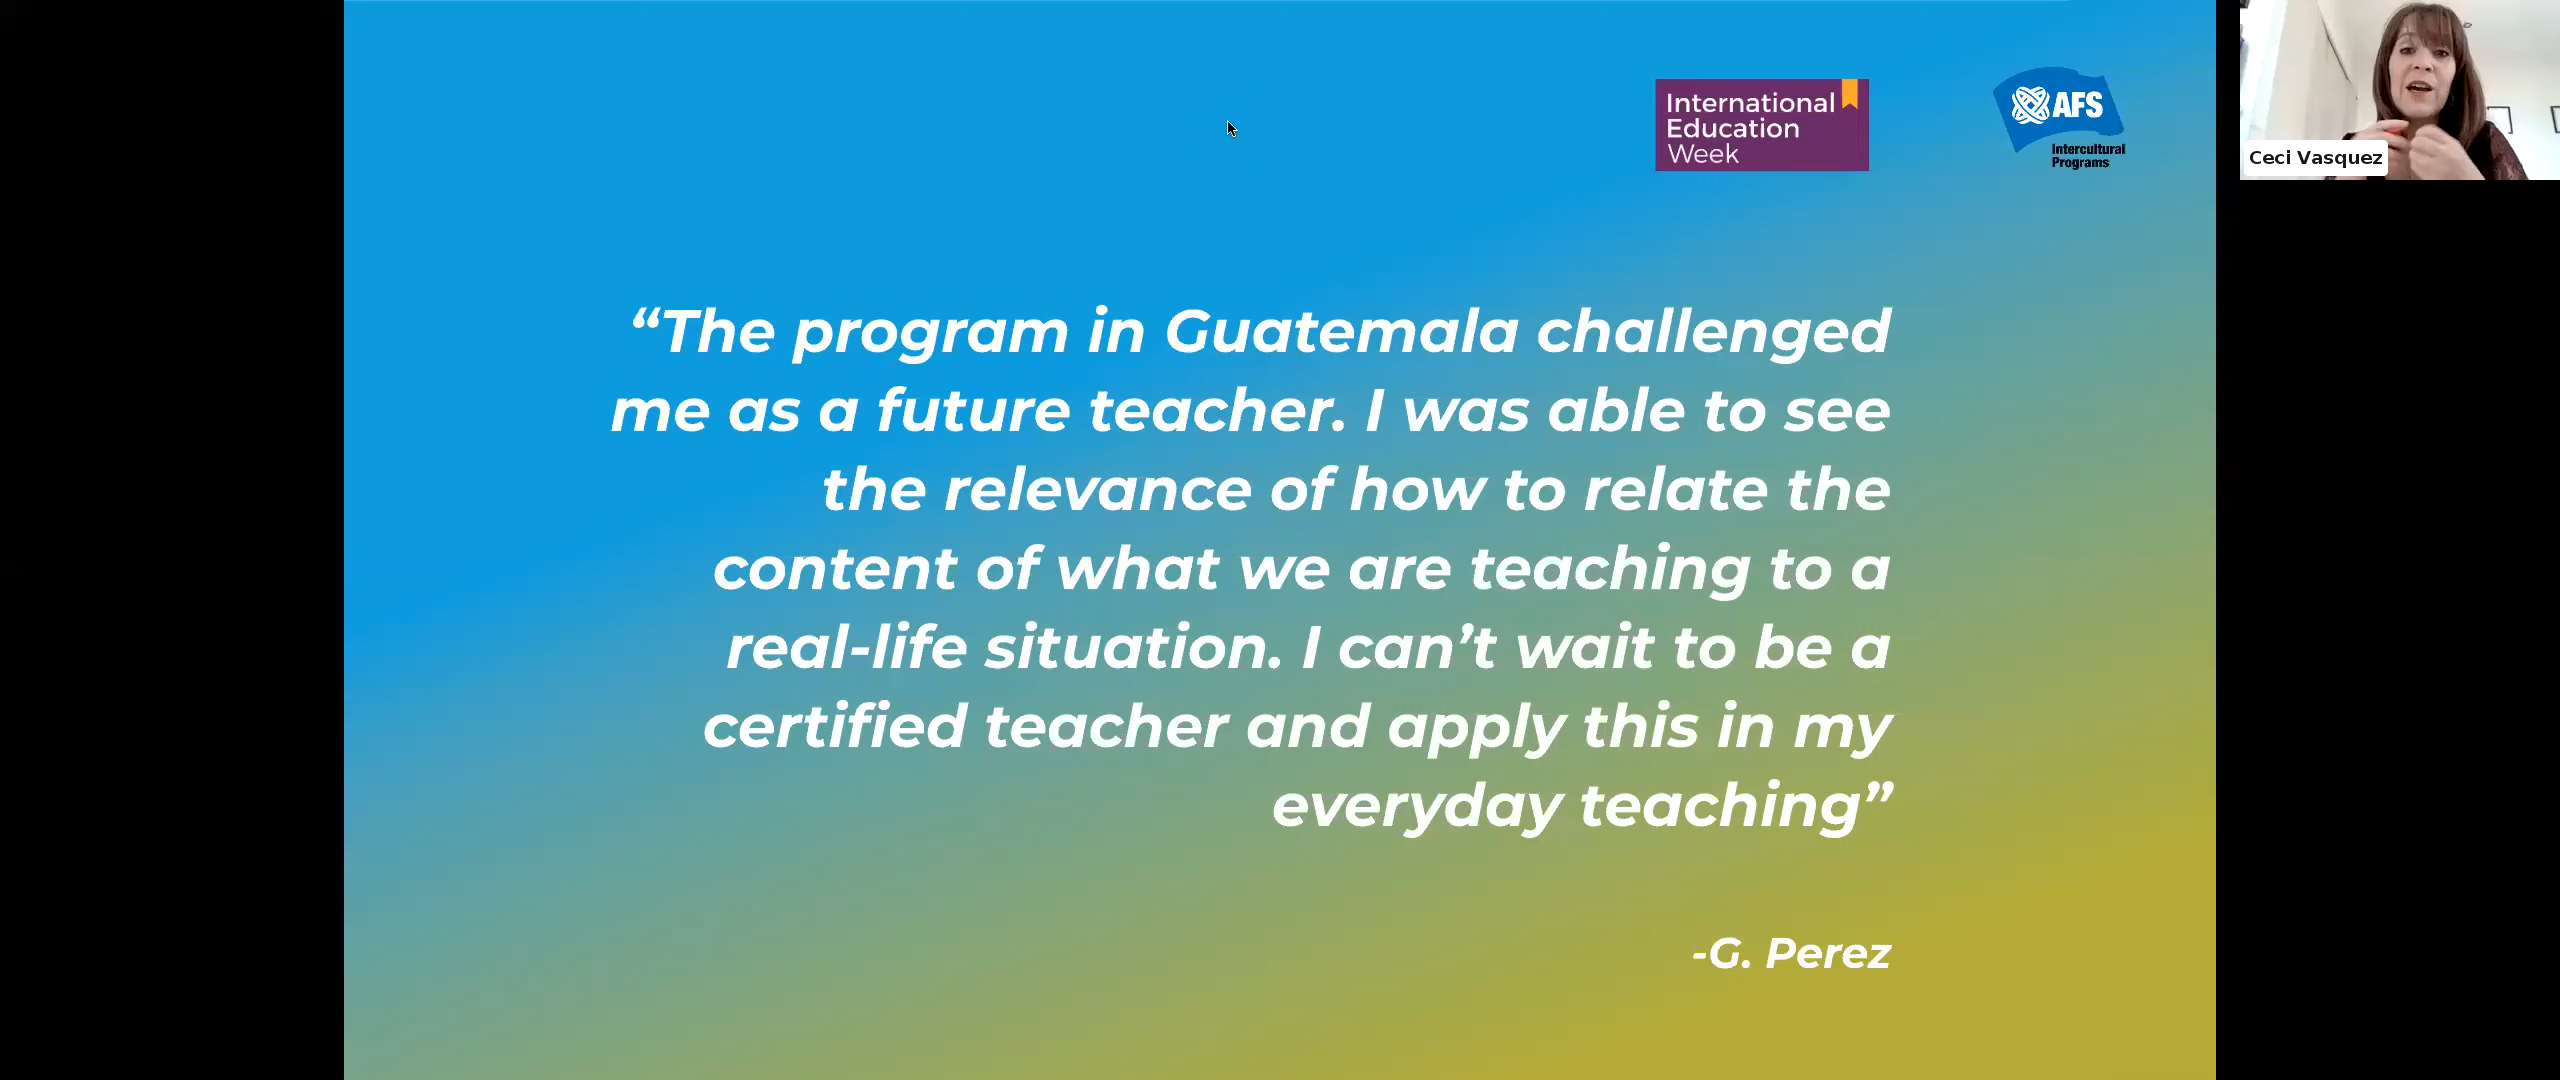 International
Education
Week
AFS
Intercultural
Programs
Ceci Vasquez
“The program in Guatemala challenged
me as a future teacher. I was able to see
the relevance of how to relate the
content of what we are teaching to a
real-life situation. I can’t wait to be a
certified teacher and apply this in my
everyday teaching”
-G. Perez